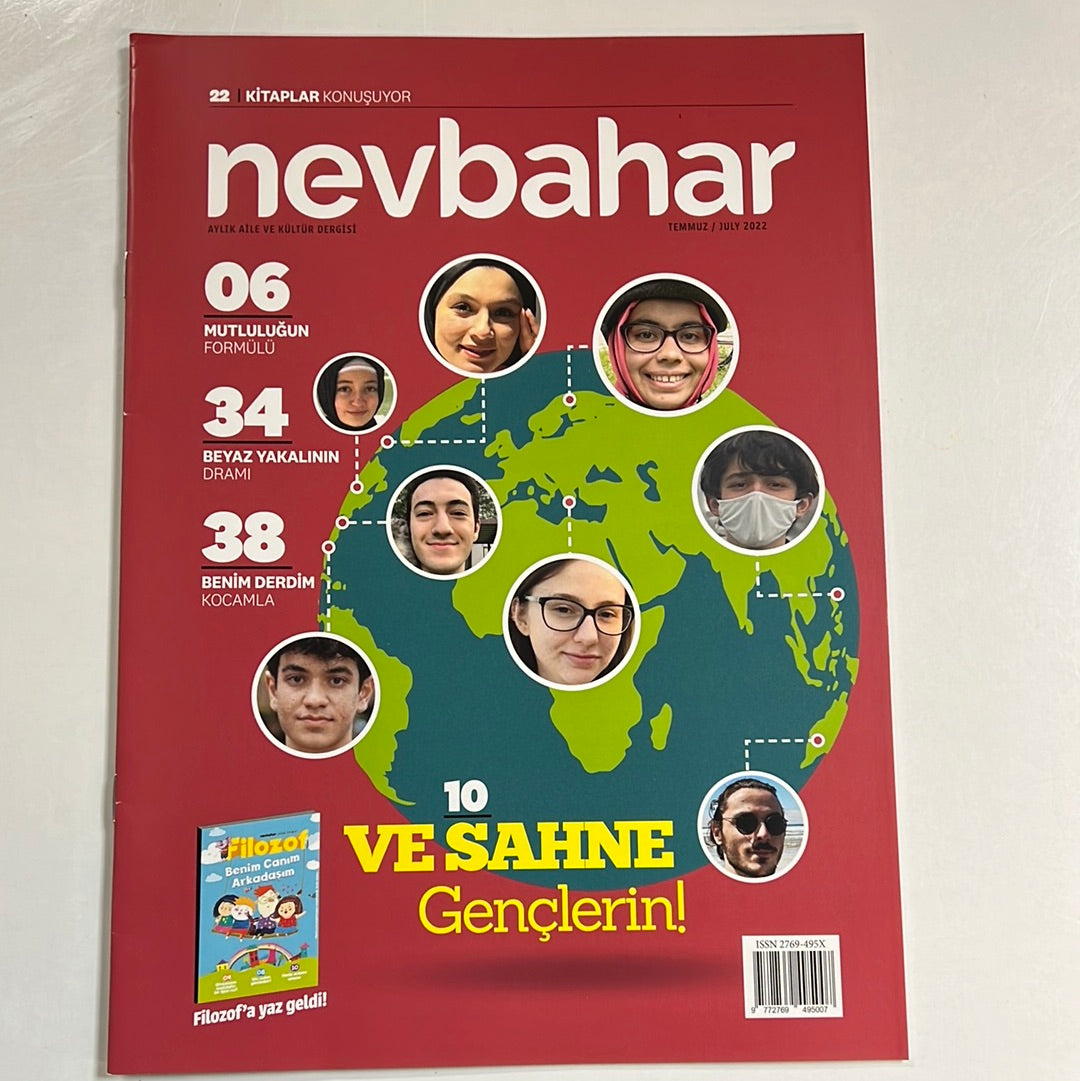 22 | KİTAPLAR KONUŞUYOR
nevbahar
AYLIK AİLE VE KÜLTÜR DERGİSİ
TEMMUZ / JULY 2022
06
MUTLULUĞUN
FORMÜLÜ
34
BEYAZ YAKALININ
DRAMI
38
BENİM DERDİM
KOCAMLA
10
VE SAHNE
Gençlerin!
Filozof
Benim Canım
Arkadaşım
Filozof'a yaz geldi!
ISSN 2769-495X
9 772769 495007